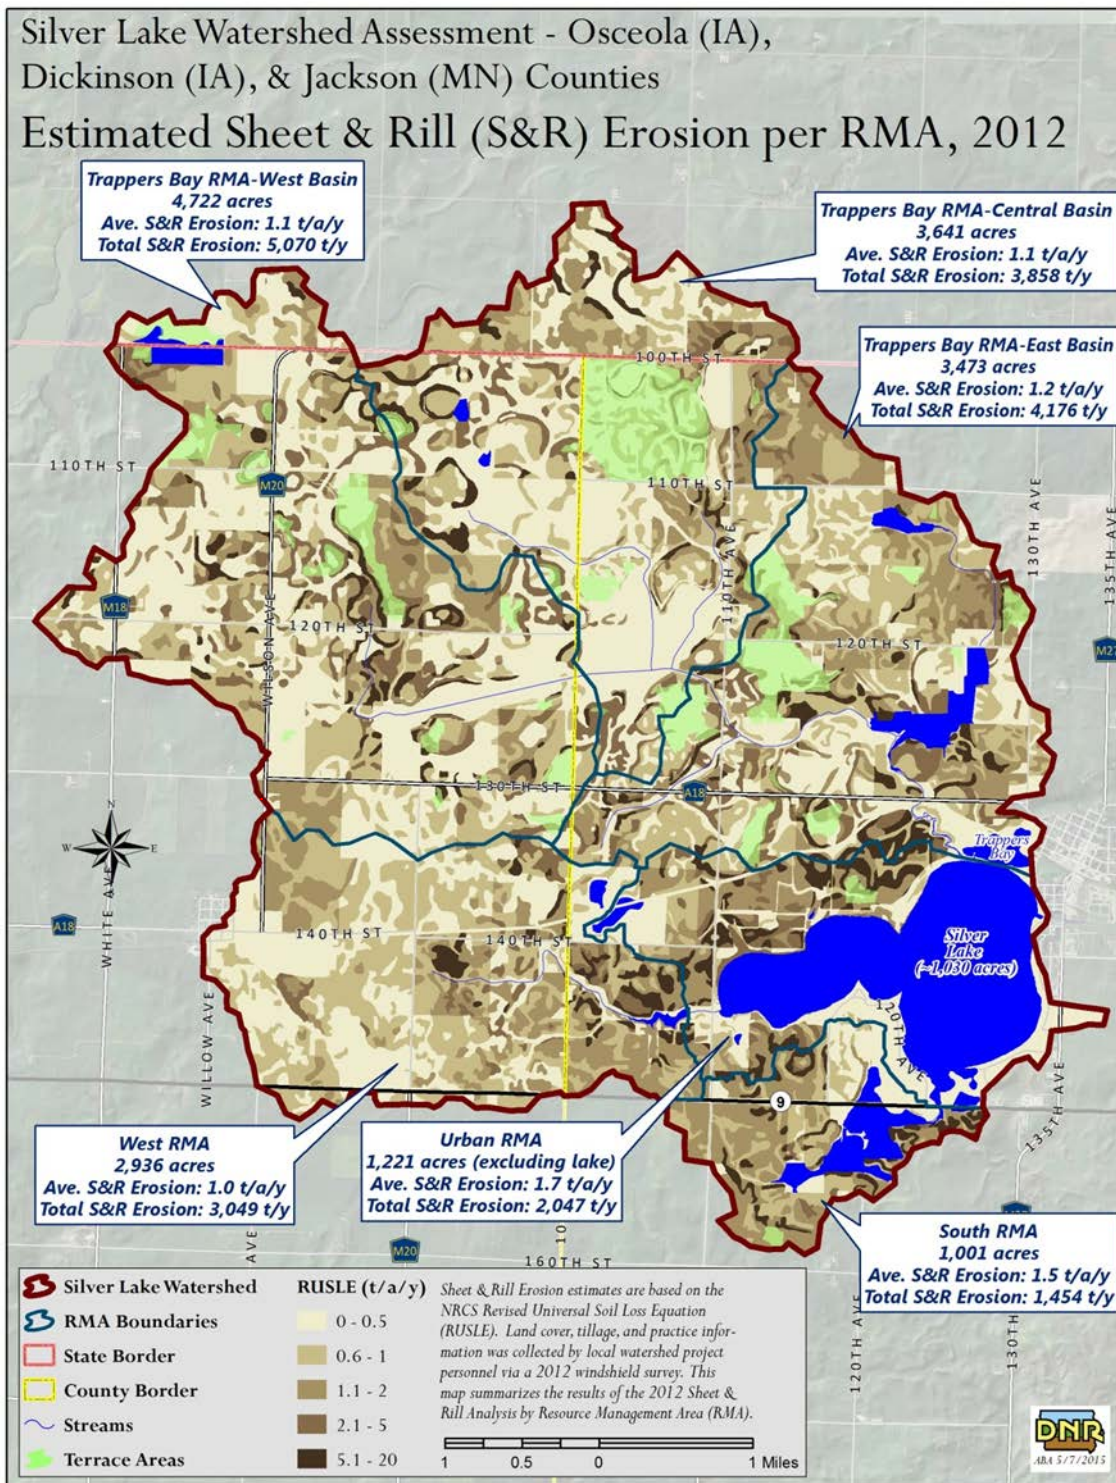 Silver Lake Watershed Assessment - Osceola (IA),
Dickinson (IA), & Jackson (MN) Counties
Estimated Sheet & Rill (S&R) Erosion per RMA, 2012
Trappers Bay RMA-West Basin
4,722 acres
Ave. S&R Erosion: 1.1 t/a/y
Total S&R Erosion: 5,070 t/y
Trappers Bay RMA-Central Basin
3,641 acres
Ave. S&R Erosion: 1.1 t/a/y
Total S&R Erosion: 3,858 t/y
Trappers Bay RMA-East Basin
3,473 acres
Ave. S&R Erosion: 1.2 t/a/y
Total S&R Erosion: 4,176 t/y
100TH ST
110TH ST
110TH ST
M20
110TH AVE
130TH AVE
135TH AVE
M18
WILSON AVE
120TH ST
120TH ST
M27
130TH ST
A18
N
W
E
S
WHITE AVE
Trappers
Bay
A18
140TH ST
140TH ST
Silver
Lake
(~1,030 acres)
WILLOW AVE
120TH AVE
9
135TH AVE
West RMA
2,936 acres
Ave. S&R Erosion: 1.0 t/a/y
Total S&R Erosion: 3,049 t/y
Urban RMA
1,221 acres (excluding lake)
Ave. S&R Erosion: 1.7 t/a/y
Total S&R Erosion: 2,047 t/y
South RMA
1,001 acres
Ave. S&R Erosion: 1.5 t/a/y
Total S&R Erosion: 1,454 t/y
AVE
M20
10
160TH ST
120TH AVE
130TH
Silver Lake Watershed
RMA Boundaries
State Border
County Border
Streams
Terrace Areas
RUSLE (t/a/y)
0 - 0.5
0.6 - 1
1.1 - 2
2.1 - 5
5.1 - 20
Sheet & Rill Erosion estimates are based on the
NRCS Revised Universal Soil Loss Equation
(RUSLE). Land cover, tillage, and practice infor-
mation was collected by local watershed project
personnel via a 2012 windshield survey. This
map summarizes the results of the 2012 Sheet &
Rill Analysis by Resource Management Area (RMA).
1 0.5 0 1 Miles
DNR
ABA 5/7/2015